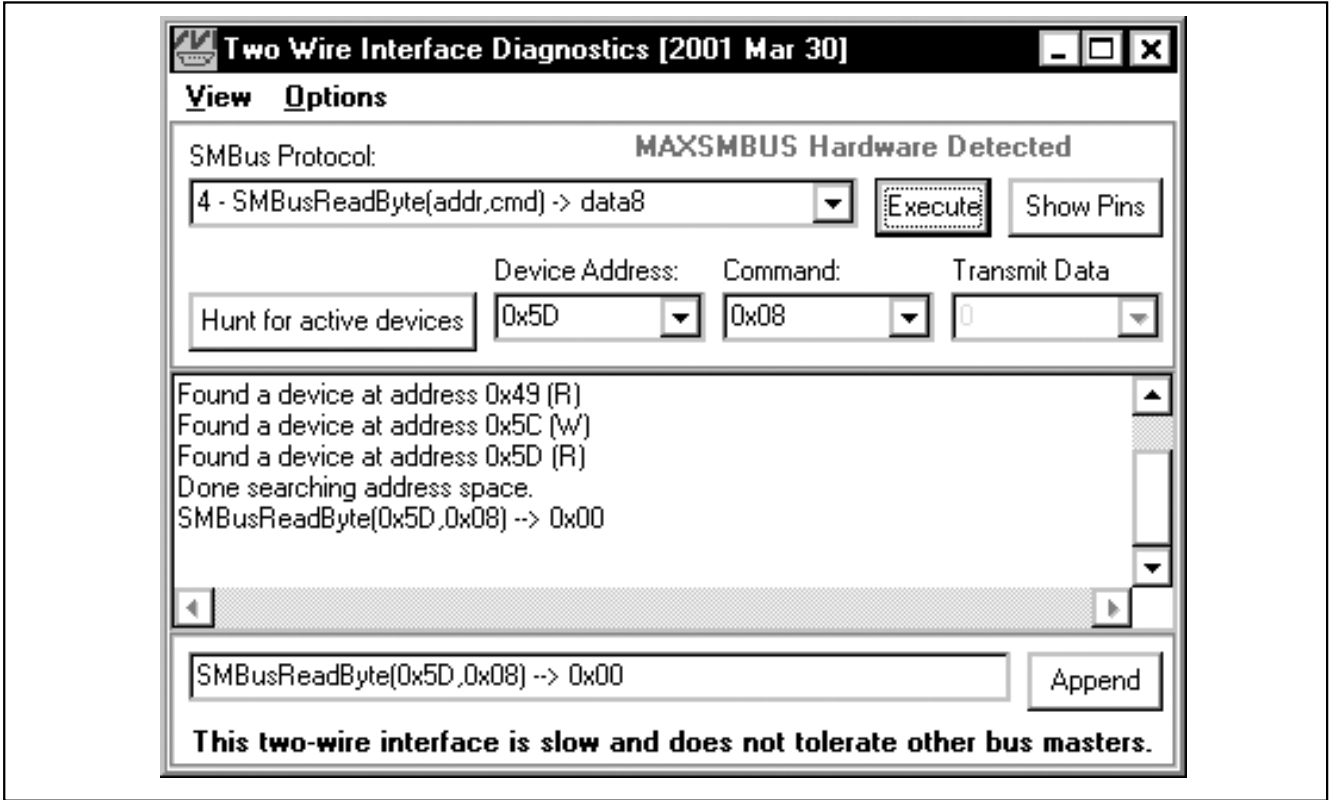 Two Wire Interface Diagnostics [2001 Mar 30]
View Options
SMBus Protocol:
MAXSMBUS Hardware Detected
4 - SMBusReadByte(addr,cmd) -> data8
Execute
Show Pins
Hunt for active devices
Device Address:
Command:
Transmit Data
0x5D
0x08
0
Found a device at address 0x49 (R)
Found a device at address 0x5C (W)
Found a device at address 0x5D (R)
Done searching address space.
SMBusReadByte(0x5D,0x08) --> 0x00
SMBusReadByte(0x5D,0x08) --> 0x00
Append
This two-wire interface is slow and does not tolerate other bus masters.